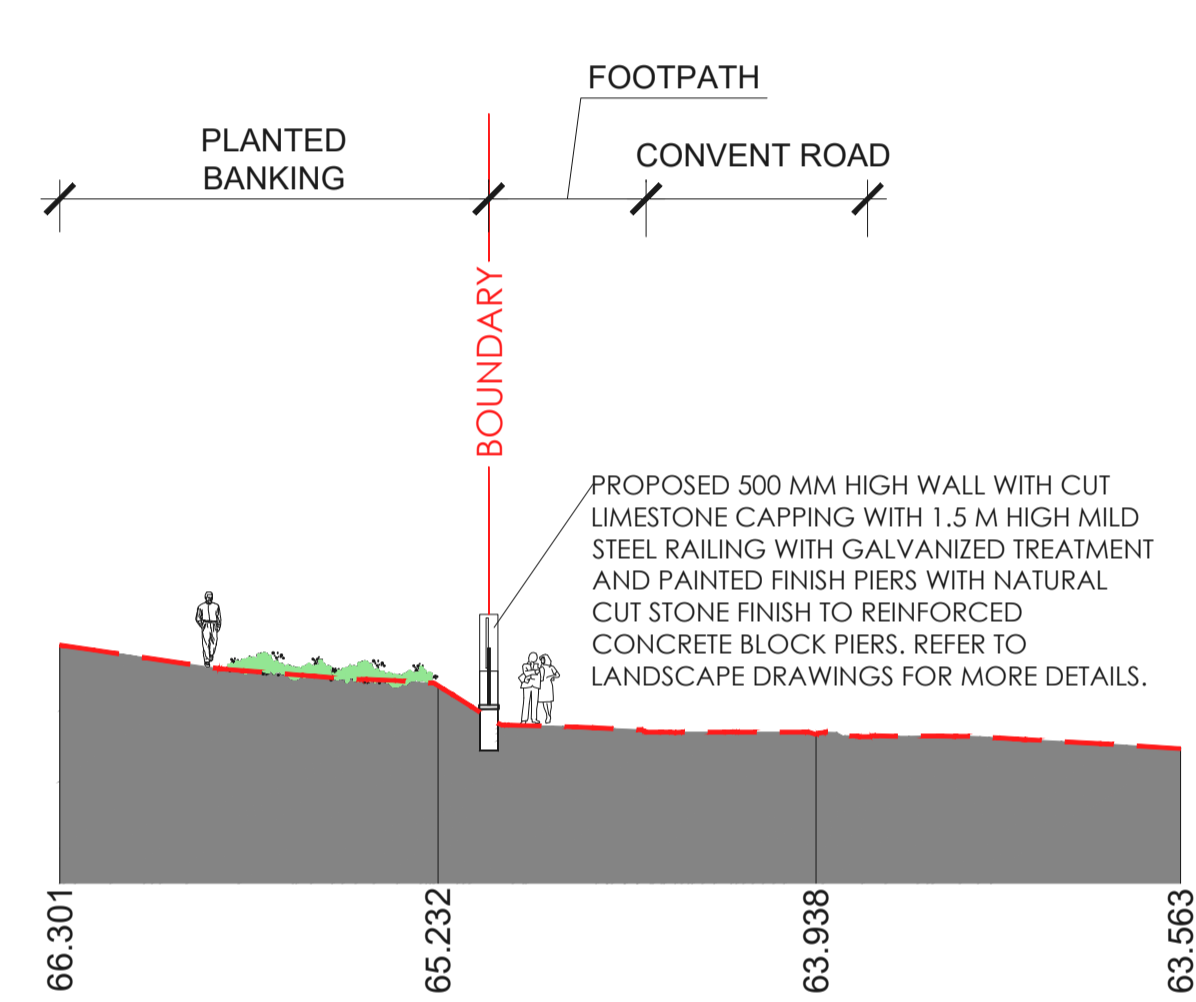 FOOTPATH
PLANTED
BANKING
CONVENT ROAD
BOUNDARY
PROPOSED 500 MM HIGH WALL WITH CUT
LIMESTONE CAPPING WITH 1.5 M HIGH MILD
STEEL RAILING WITH GALVANIZED TREATMENT
AND PAINTED FINISH PIERS WITH NATURAL
CUT STONE FINISH TO REINFORCED
CONCRETE BLOCK PIERS. REFER TO
LANDSCAPE DRAWINGS FOR MORE DETAILS.
66.301
65.232
63.938
63.563